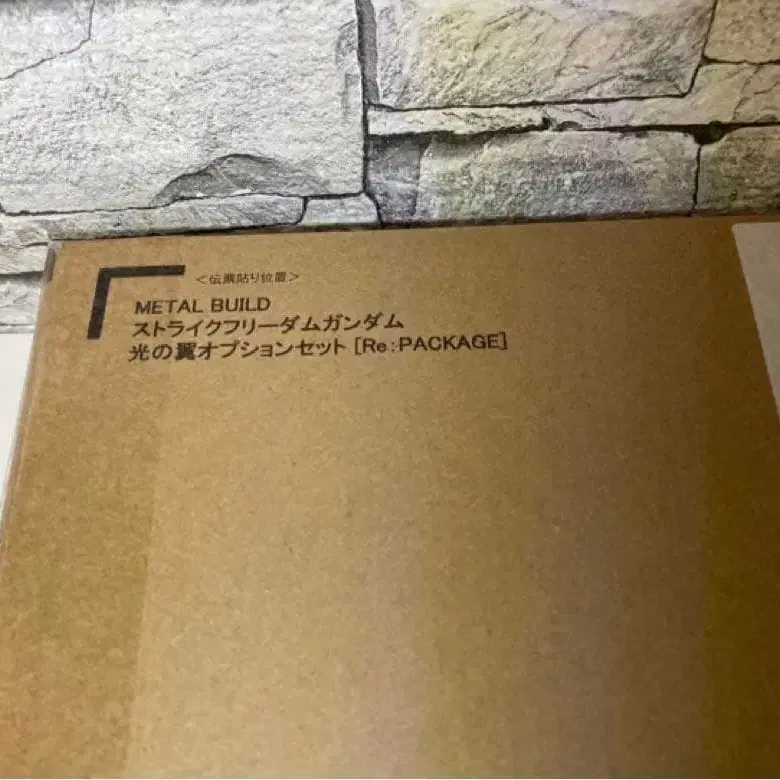 <伝票貼り位置>
METAL BUILD
ストライクフリーダムガンダム
光の翼オプションセット [Re:PACKAGE]